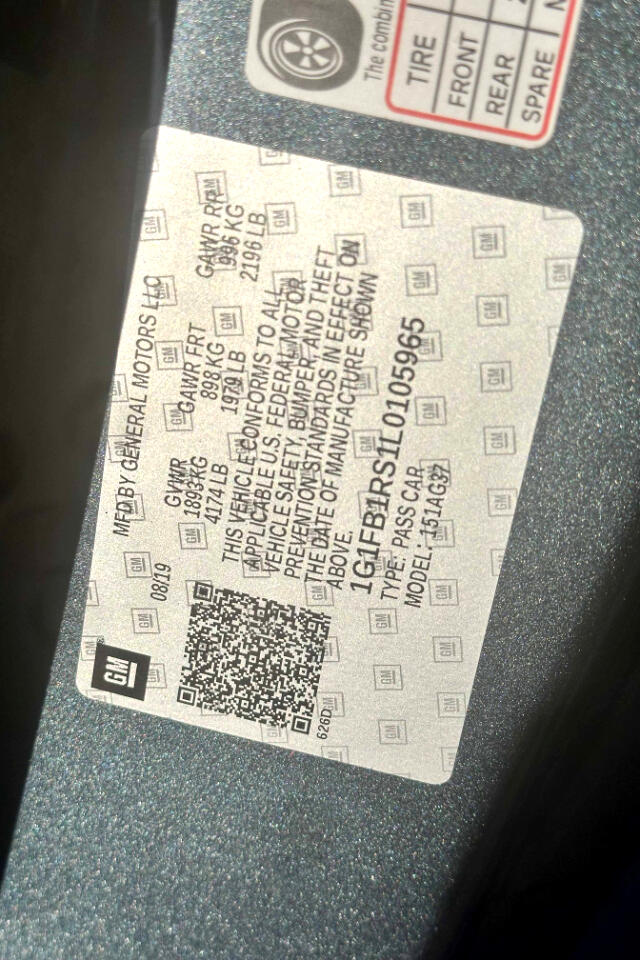 The combin
TIRE
FRONT
REAR
SPARE
GM
MFD BY GENERAL MOTORS LLC
08/19
GVWR GAWR FRT GAWR RR
1893 KG 898 KG 996 KG
4174 LB 1979 LB 2196 LB
THIS VEHICLE CONFORMS TO ALL
APPLICABLE U.S. FEDERAL MOTOR
VEHICLE SAFETY, BUMPER, AND THEFT
PREVENTION STANDARDS IN EFFECT ON
THE DATE OF MANUFACTURE SHOWN
ABOVE.
1G1FB1RS1L0105965
TYPE: PASS CAR
MODEL: 151AG37
626D